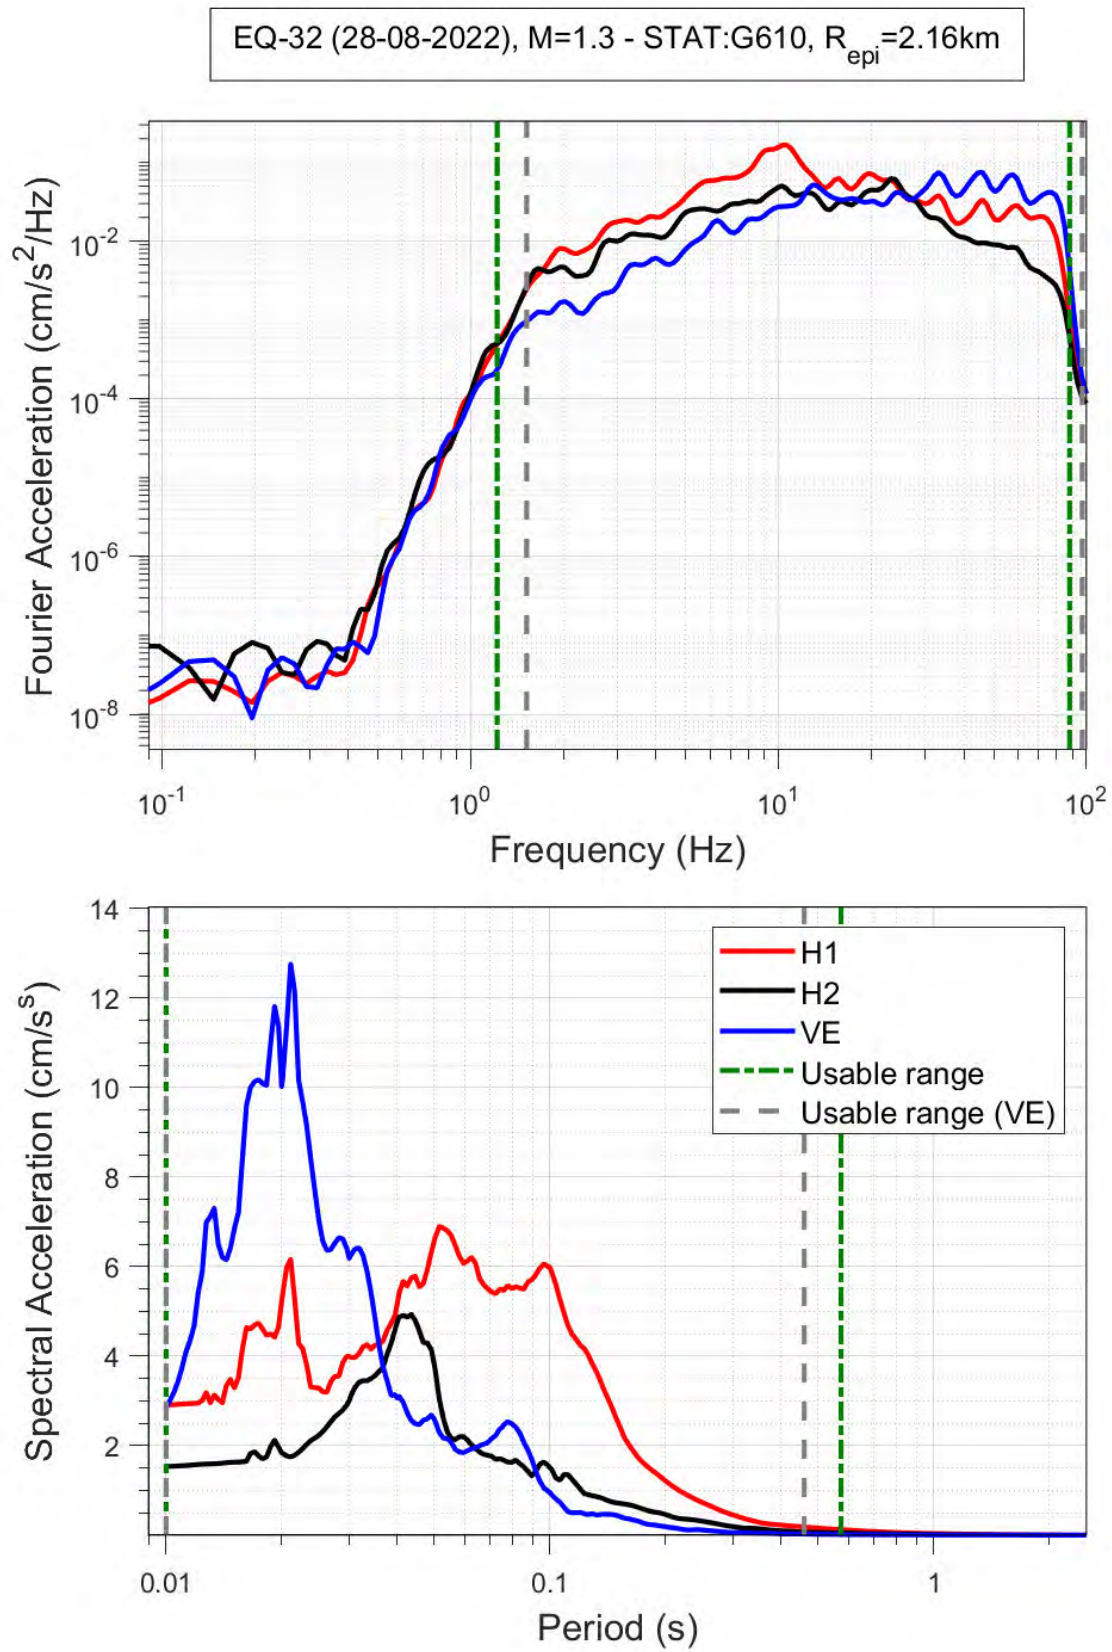 EQ-32 (28-08-2022), M=1.3 - STAT:G610, R_epi=2.16km
Fourier Acceleration (cm/s²/Hz)
10⁻²
10⁻⁴
10⁻⁶
10⁻⁸
10⁻¹
10⁰
10¹
10²
Frequency (Hz)
Spectral Acceleration (cm/sˢ)
14
12
10
8
6
4
2
H1
H2
VE
Usable range
Usable range (VE)
0.01
0.1
1
Period (s)